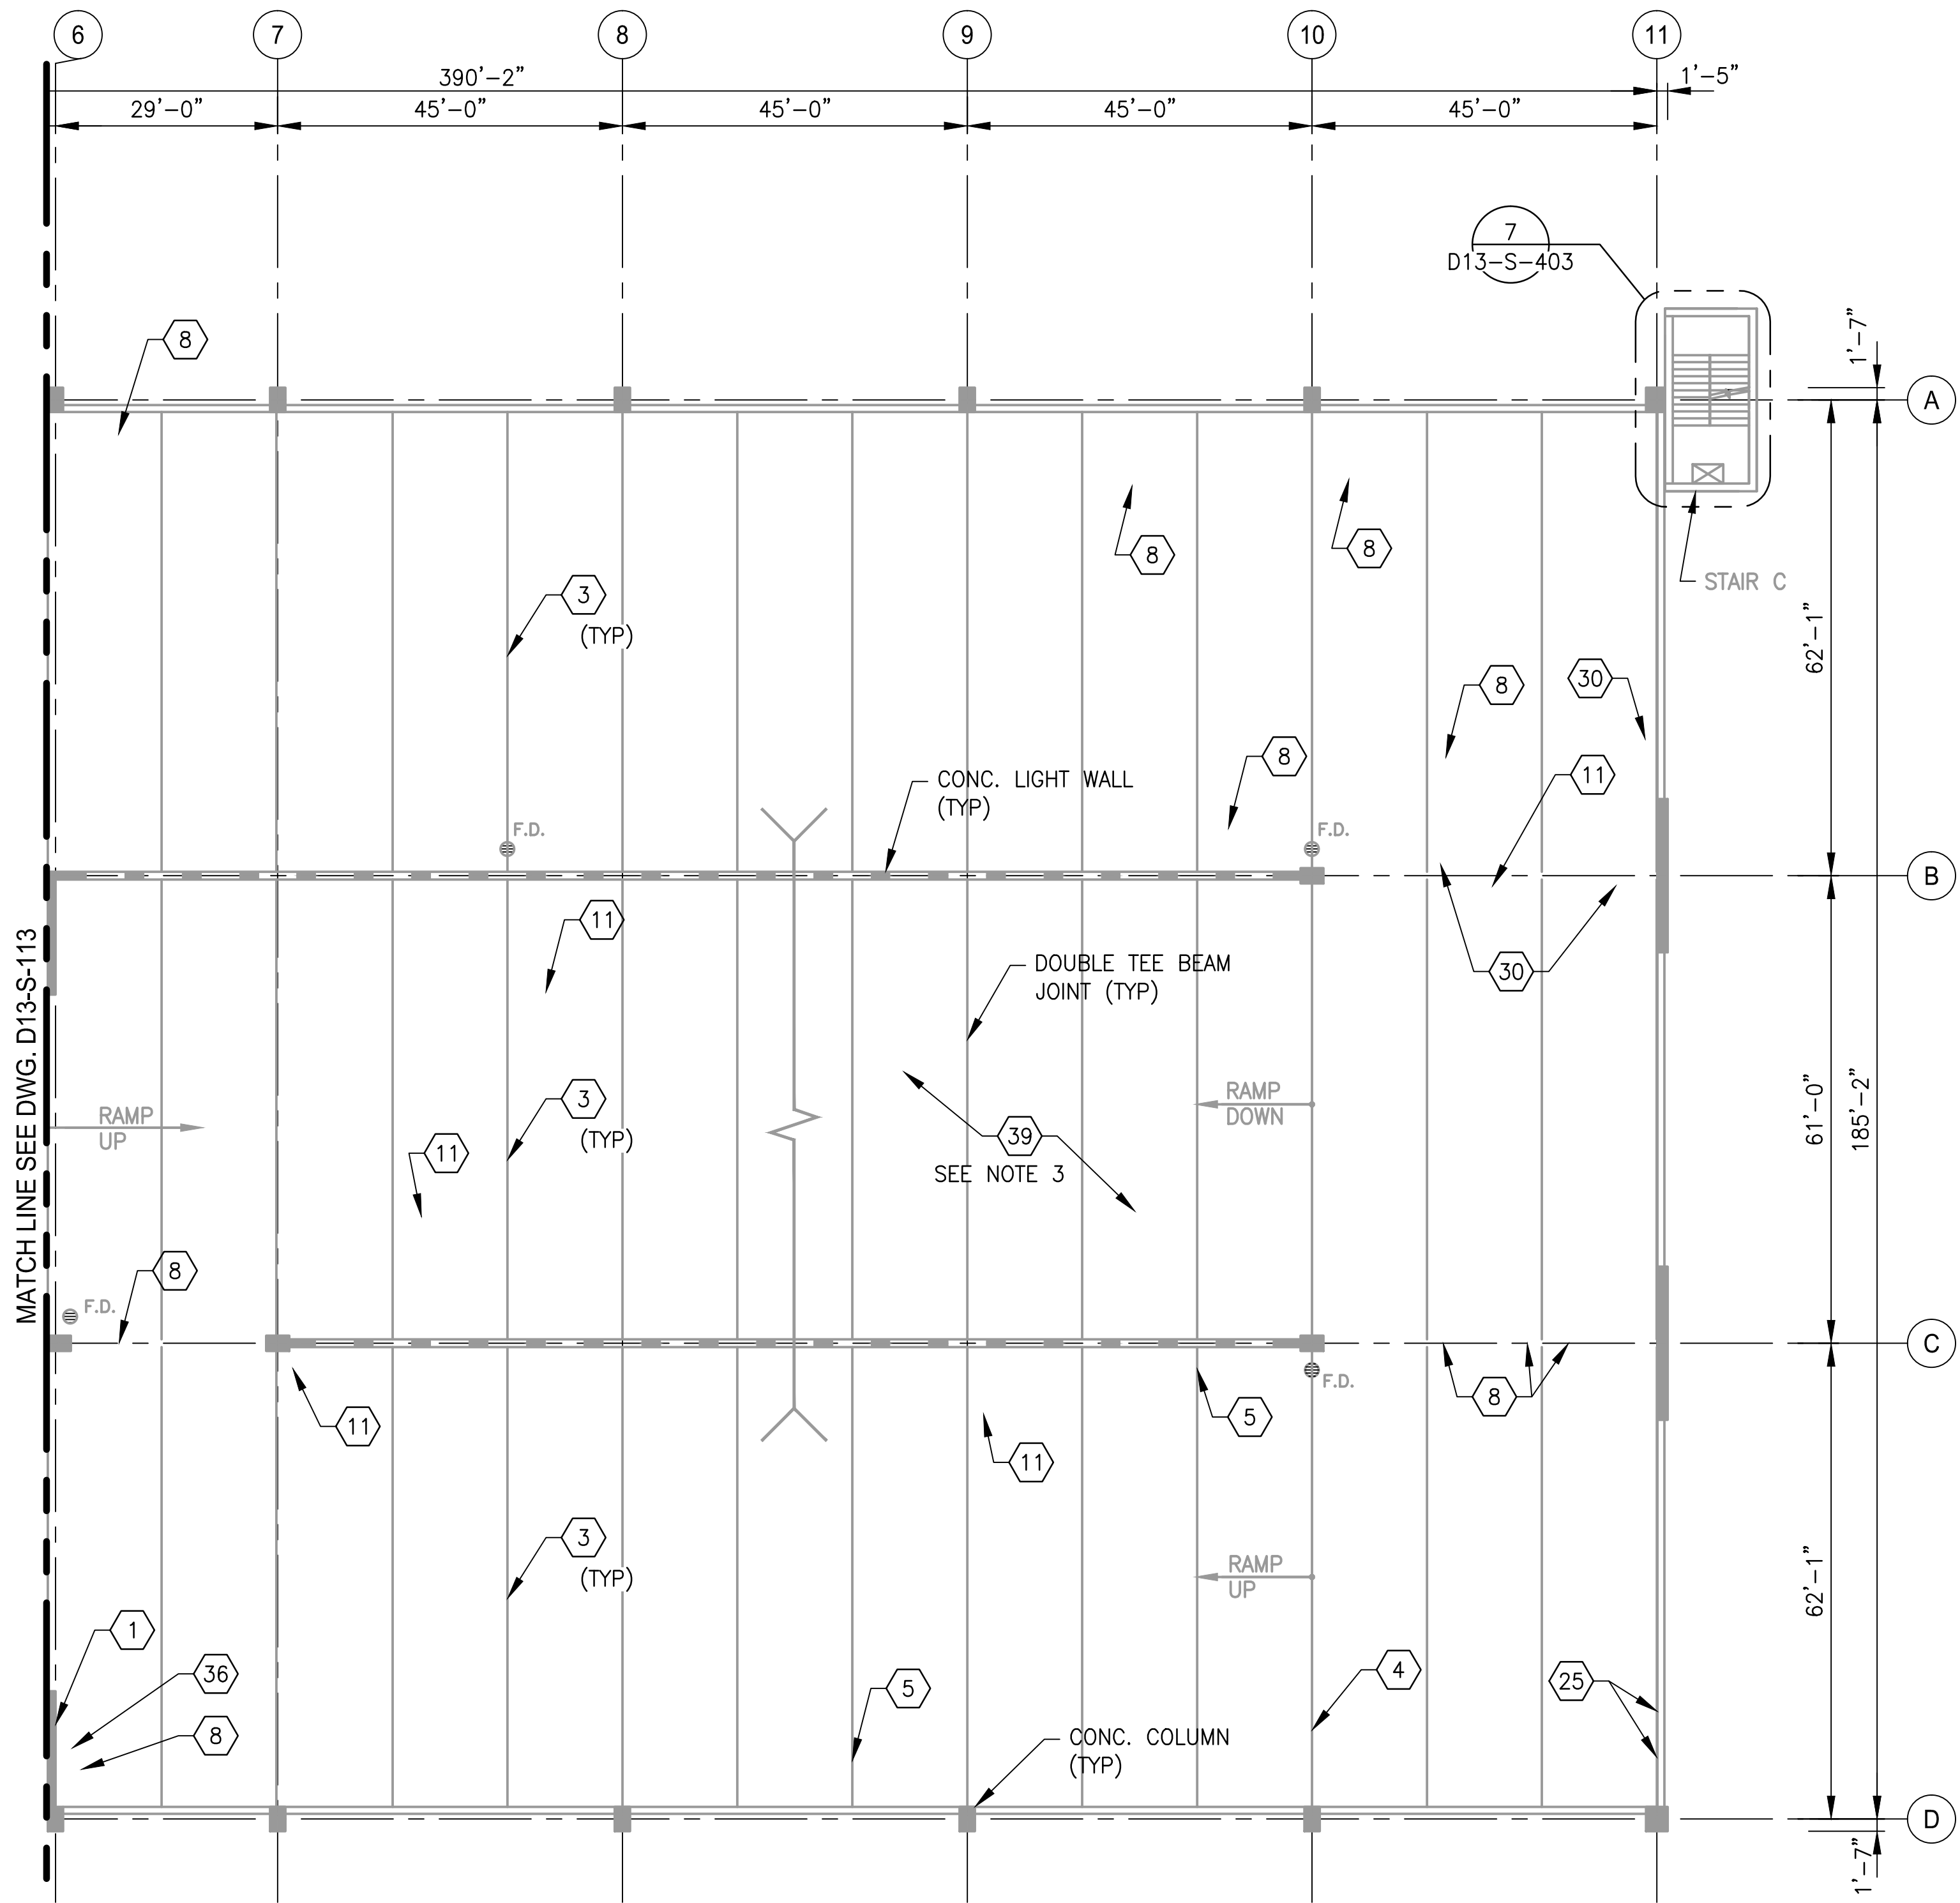 6
7
8
9
10
11
390'-2"
1'-5"
29'-0"
45'-0"
45'-0"
45'-0"
45'-0"
7
D13-S-403
8
1'-7"
A
8
8
STAIR C
3
(TYP)
62'-1"
8
30
8
11
CONC. LIGHT WALL
(TYP)
F.D.
F.D.
B
11
30
DOUBLE TEE BEAM
JOINT (TYP)
MATCH LINE SEE DWG. D13-S-113
RAMP
UP
3
(TYP)
11
39
SEE NOTE 3
RAMP
DOWN
61'-0"
185'-2"
8
F.D.
C
11
11
5
F.D.
8
3
(TYP)
RAMP
UP
62'-1"
1
36
8
5
4
25
CONC. COLUMN
(TYP)
D
1'-7"